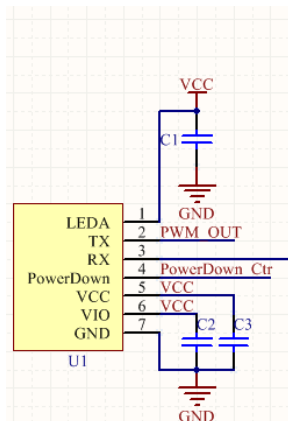 VCC
C1
GND
LEDA 1
TX 2 PWM_OUT
RX 3
PowerDown 4 PowerDown_Ctr
VCC 5 VCC
VIO 6 VCC
GND 7 C2 C3
U1
GND